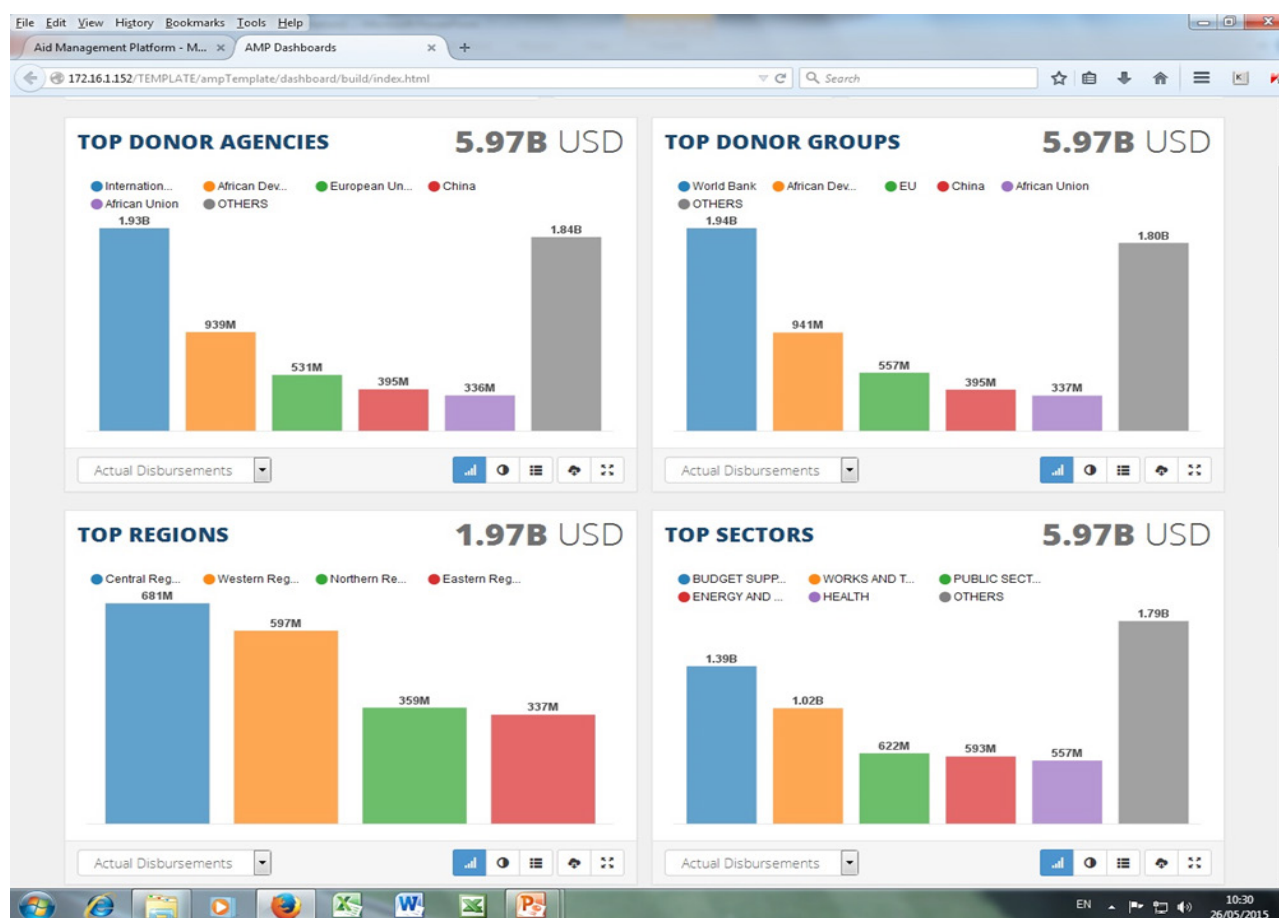 File Edit View History Bookmarks Tools Help
Aid Management Platform - M... × AMP Dashboards × +
172.16.1.152/TEMPLATE/ampTemplate/dashboard/build/index.html Search
TOP DONOR AGENCIES 5.97B USD
Internation... African Dev... European Un... China
African Union OTHERS
1.93B
1.84B
939M
531M
395M
336M
Actual Disbursements
TOP DONOR GROUPS 5.97B USD
World Bank African Dev... EU China African Union
OTHERS
1.94B
1.80B
941M
557M
395M
337M
Actual Disbursements
TOP REGIONS 1.97B USD
Central Reg... Western Reg... Northern Re... Eastern Reg...
681M
597M
359M
337M
Actual Disbursements
TOP SECTORS 5.97B USD
BUDGET SUPP... WORKS AND T... PUBLIC SECT...
ENERGY AND ... HEALTH OTHERS
1.79B
1.39B
1.02B
622M
593M
557M
Actual Disbursements
EN 10:30
26/05/2015